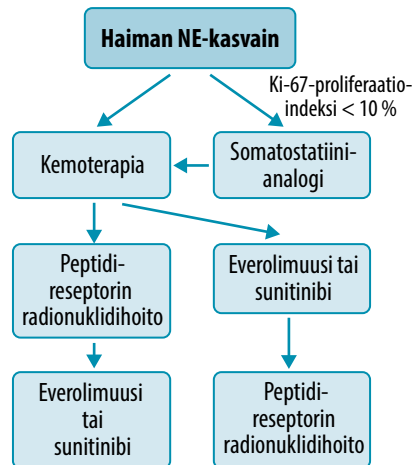 Haiman NE-kasvain
Ki-67-proliferaatio-
indeksi < 10 %
Kemoterapia
Somatostatiini-
analogi
Peptidi-
reseptorin
radionuklidihoito
Everolimuusi tai
sunitinibi
Everolimuusi
tai
sunitinibi
Peptidi-
reseptorin
radionuklidihoito